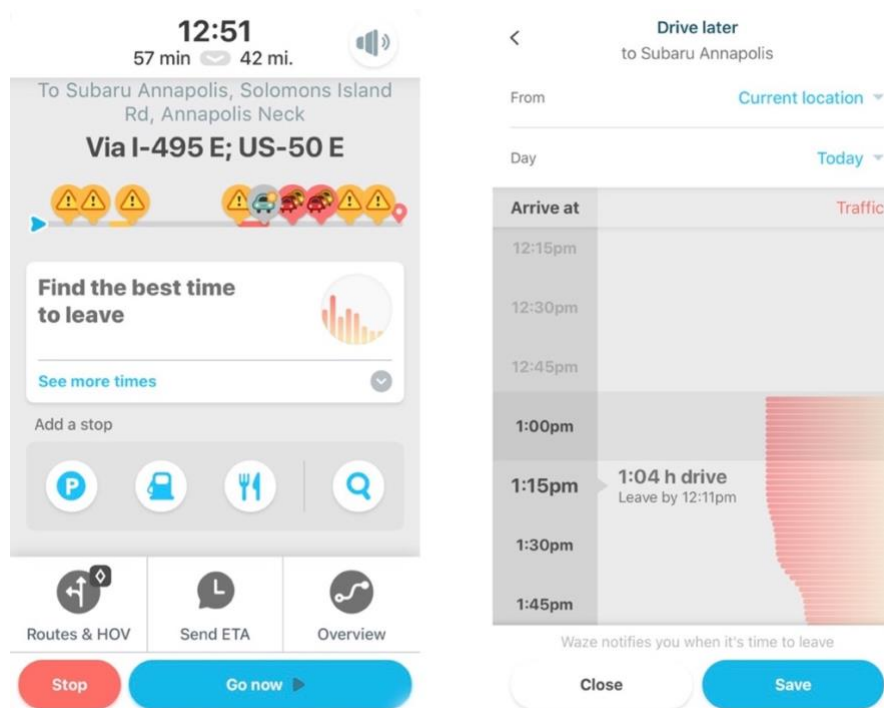 12:51
57 min 42 mi.
To Subaru Annapolis, Solomons Island
Rd, Annapolis Neck
Via I-495 E; US-50 E
Find the best time
to leave
See more times
Add a stop
P
Routes & HOV
Send ETA
Overview
Stop
Go now
Drive later
to Subaru Annapolis
From
Current location
Day
Today
Arrive at
Traffic
12:15pm
12:30pm
12:45pm
1:00pm
1:15pm
1:04 h drive
Leave by 12:11pm
1:30pm
1:45pm
Waze notifies you when it's time to leave
Close
Save